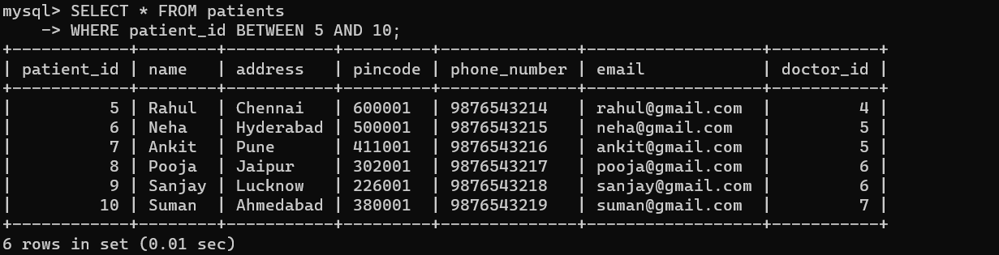 mysql> SELECT * FROM patients
    -> WHERE patient_id BETWEEN 5 AND 10;
+------------+--------+-----------+---------+--------------+------------------+-----------+
| patient_id | name   | address   | pincode | phone_number | email            | doctor_id |
+------------+--------+-----------+---------+--------------+------------------+-----------+
|          5 | Rahul  | Chennai   | 600001  | 9876543214   | rahul@gmail.com  |         4 |
|          6 | Neha   | Hyderabad | 500001  | 9876543215   | neha@gmail.com   |         5 |
|          7 | Ankit  | Pune      | 411001  | 9876543216   | ankit@gmail.com  |         5 |
|          8 | Pooja  | Jaipur    | 302001  | 9876543217   | pooja@gmail.com  |         6 |
|          9 | Sanjay | Lucknow   | 226001  | 9876543218   | sanjay@gmail.com |         6 |
|         10 | Suman  | Ahmedabad | 380001  | 9876543219   | suman@gmail.com  |         7 |
+------------+--------+-----------+---------+--------------+------------------+-----------+
6 rows in set (0.01 sec)